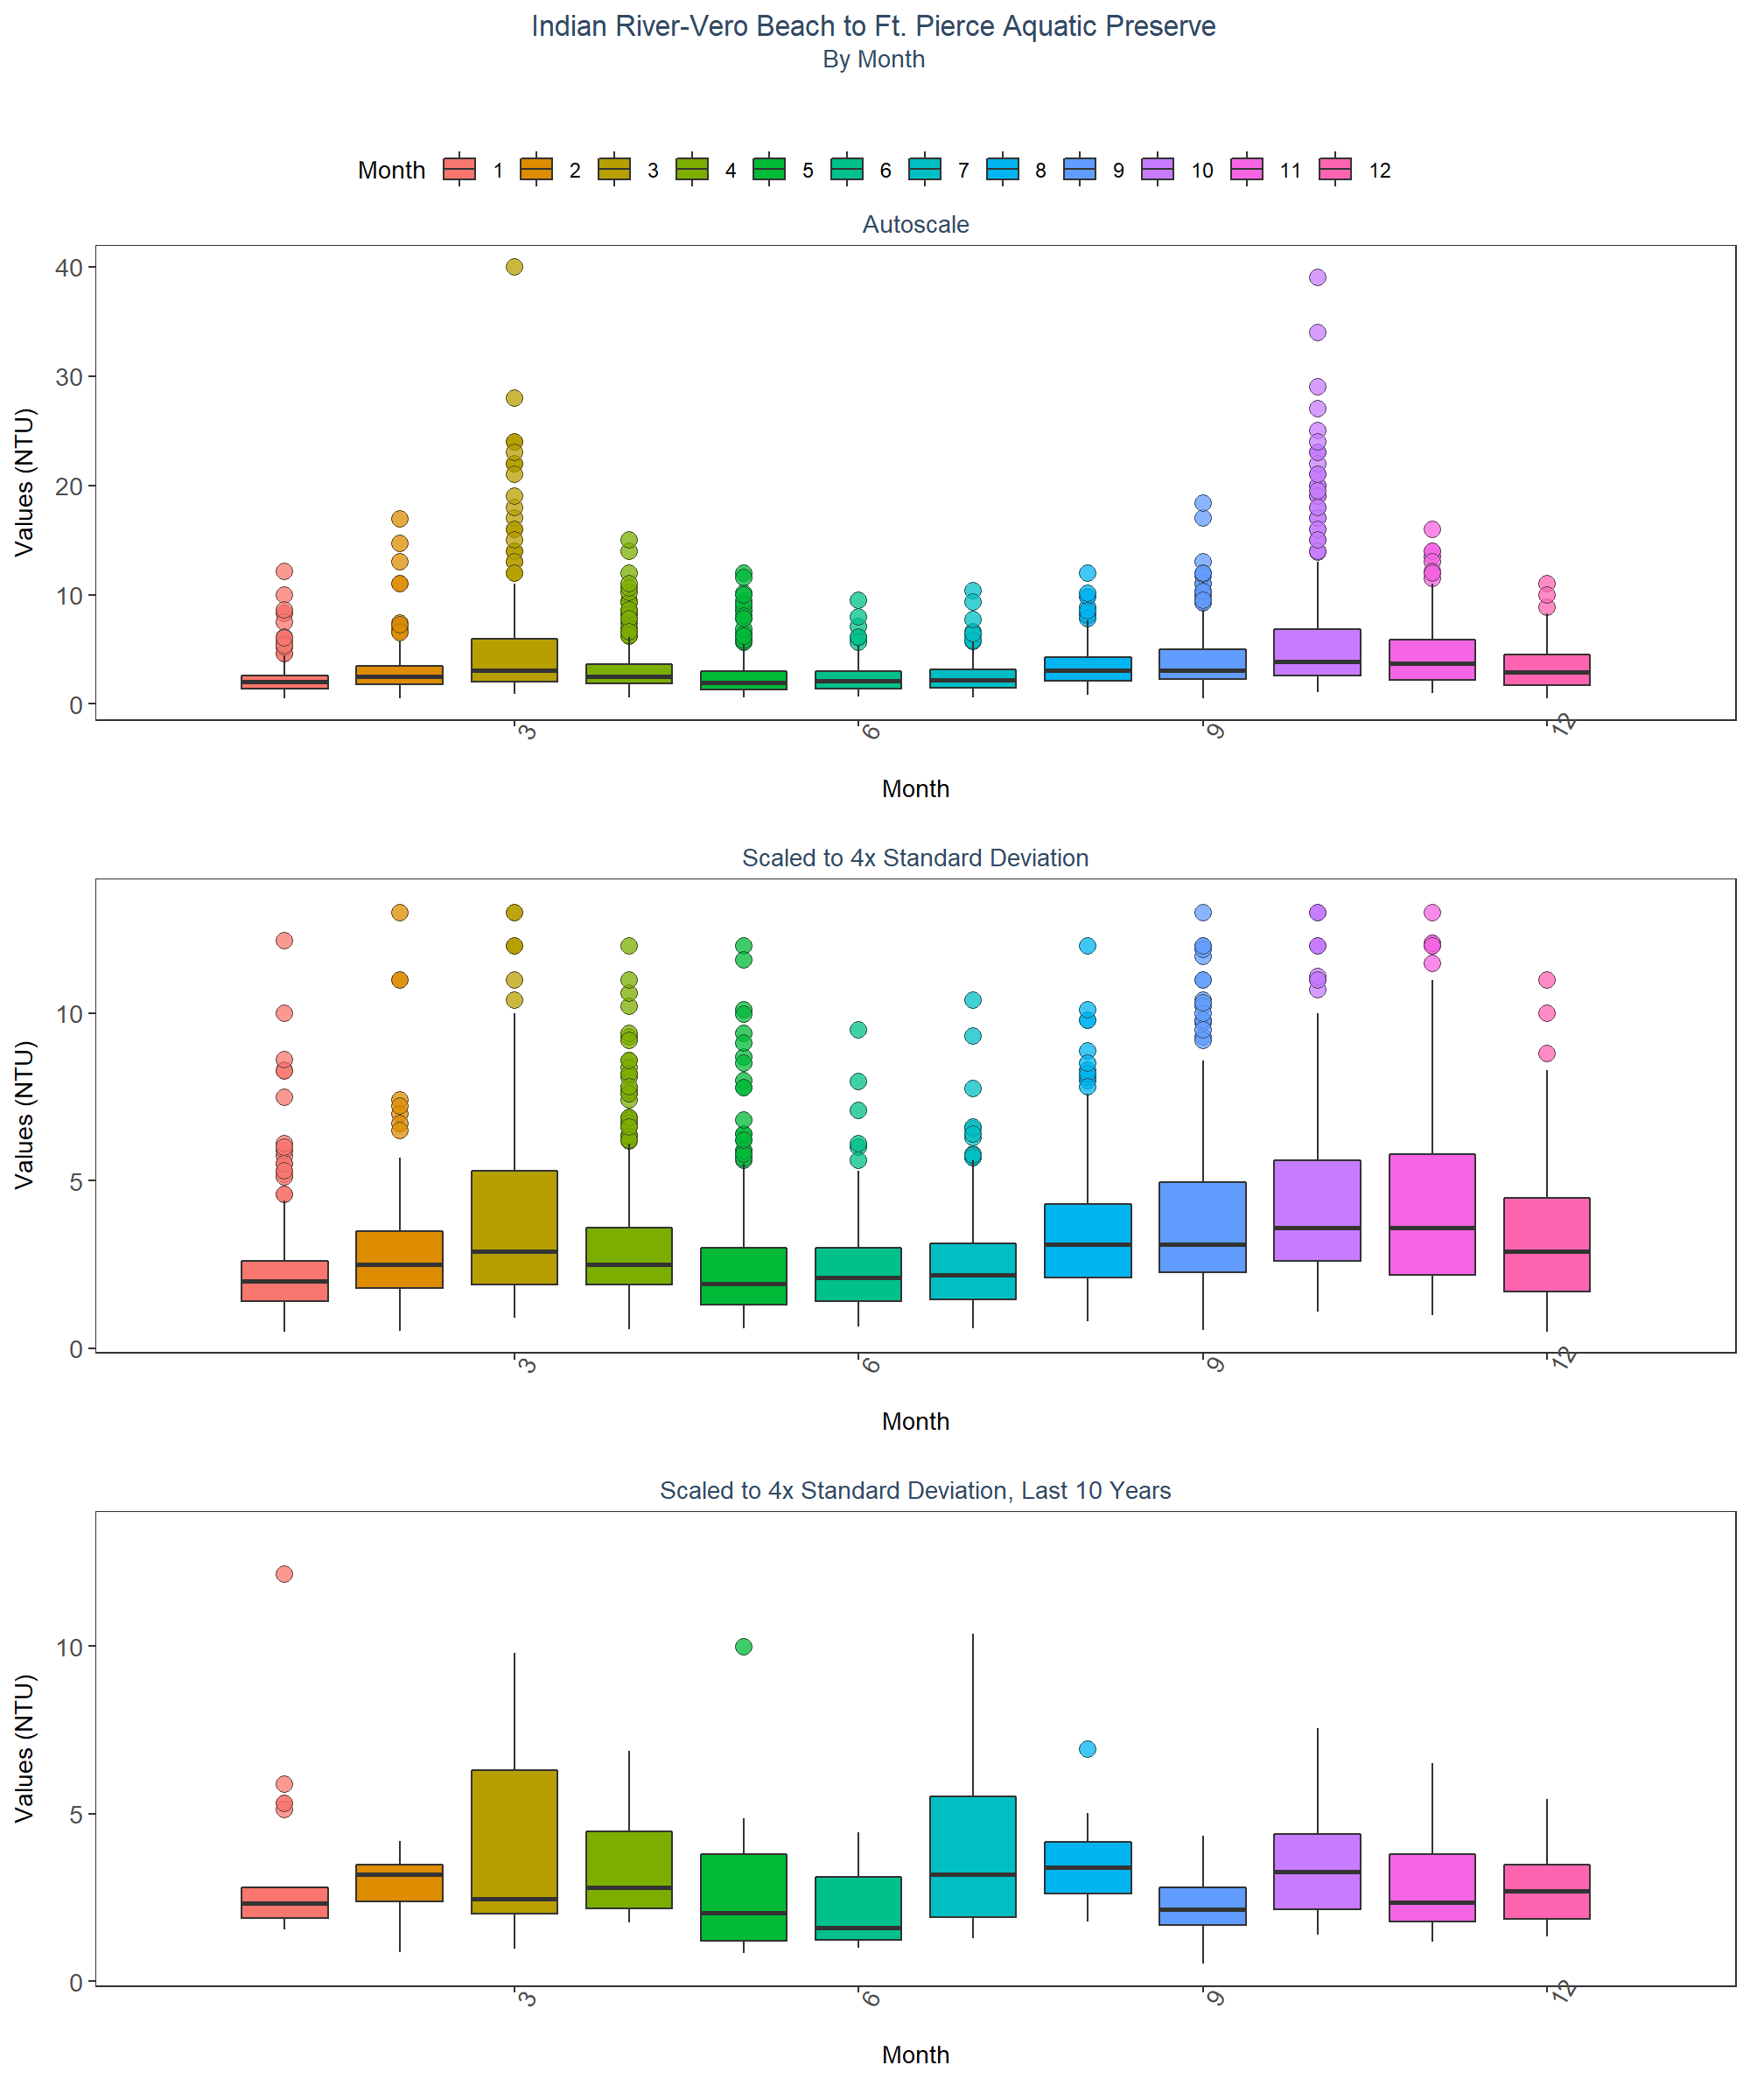 Indian River-Vero Beach to Ft. Pierce Aquatic Preserve
By Month
Month 1 2 3 4 5 6 7 8 9 10 11 12
Autoscale
Values (NTU)
40
30
20
10
0
3 6 9 12
Month
Scaled to 4x Standard Deviation
Values (NTU)
10
5
0
3 6 9 12
Month
Scaled to 4x Standard Deviation, Last 10 Years
Values (NTU)
10
5
0
3 6 9 12
Month